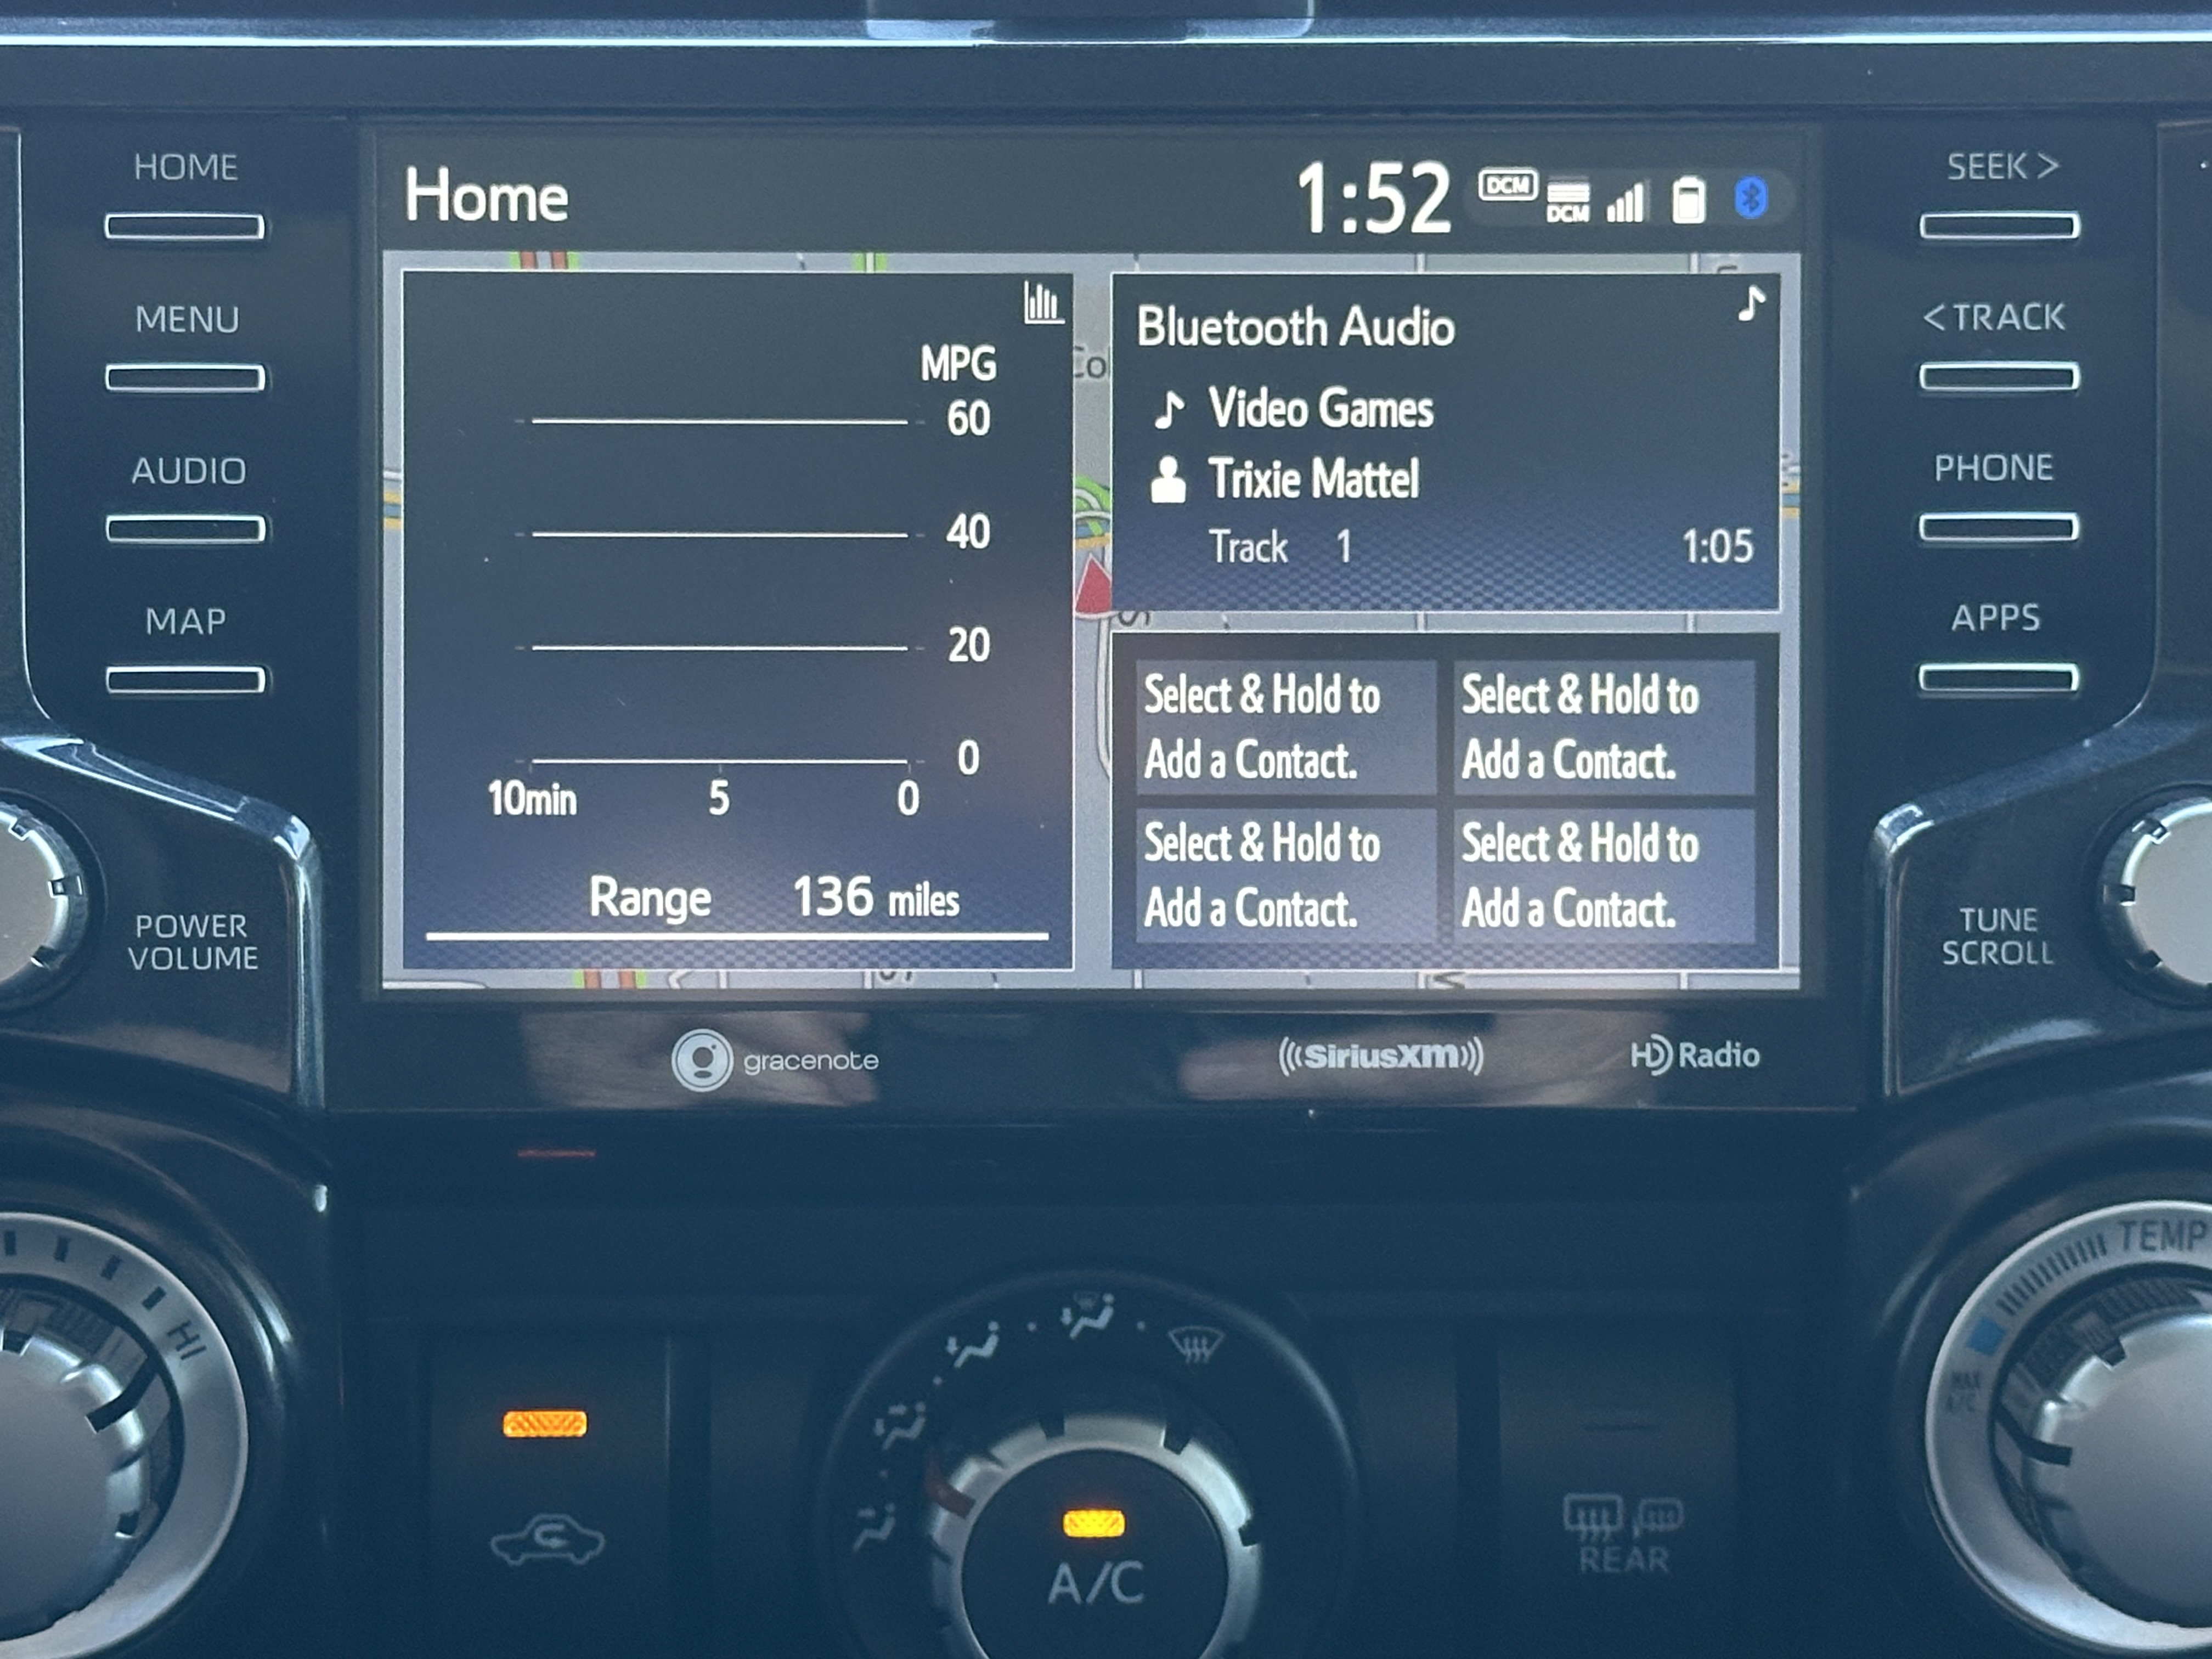 HOME
MENU
AUDIO
MAP
POWER
VOLUME
Home
1:52
DCM
DCM
MPG
60
40
20
0
10min 5 0
Range 136 miles
Bluetooth Audio
Video Games
Trixie Mattel
Track 1 1:05
Select & Hold to
Add a Contact.
Select & Hold to
Add a Contact.
Select & Hold to
Add a Contact.
Select & Hold to
Add a Contact.
SEEK >
< TRACK
PHONE
APPS
TUNE
SCROLL
gracenote
SiriusXM
HD Radio
HI
A/C
REAR
TEMP
MAX
A/C